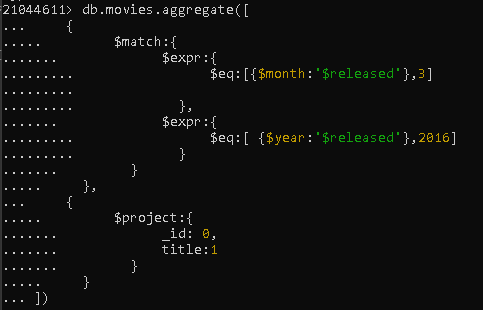 21044611> db.movies.aggregate([
...     {
.....         $match:{
.......             $expr:{
.........                 $eq:[{$month:'$released'},3]
.........
.........             },
.......             $expr:{
.........                 $eq:[ {$year:'$released'},2016]
.........             }
.......         }
.....     },
...     {
.....         $project:{
.......             _id: 0,
.......             title:1
.......         }
.....     }
... ])